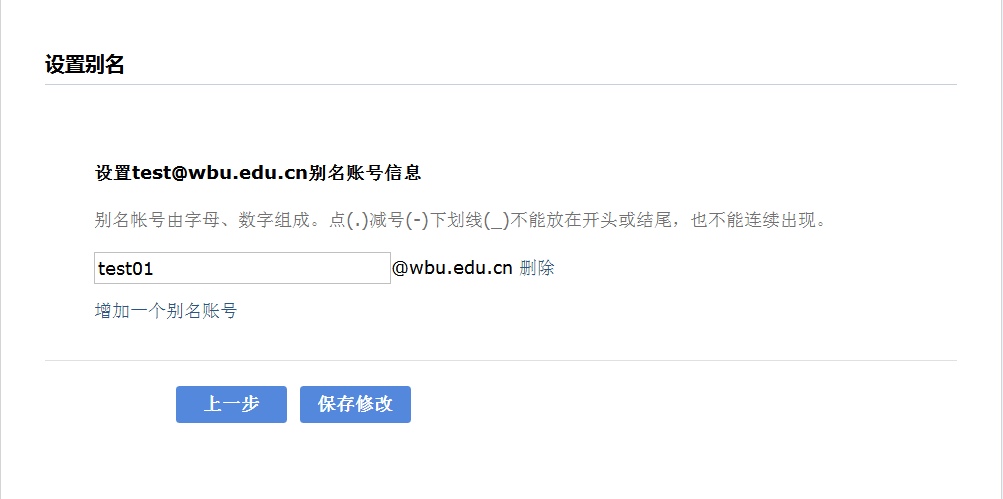 设置别名
设置test@wbu.edu.cn别名账号信息
别名帐号由字母、数字组成。点(.)减号(-)下划线(_)不能放在开头或结尾，也不能连续出现。
test01@wbu.edu.cn 删除
增加一个别名账号
上一步 保存修改